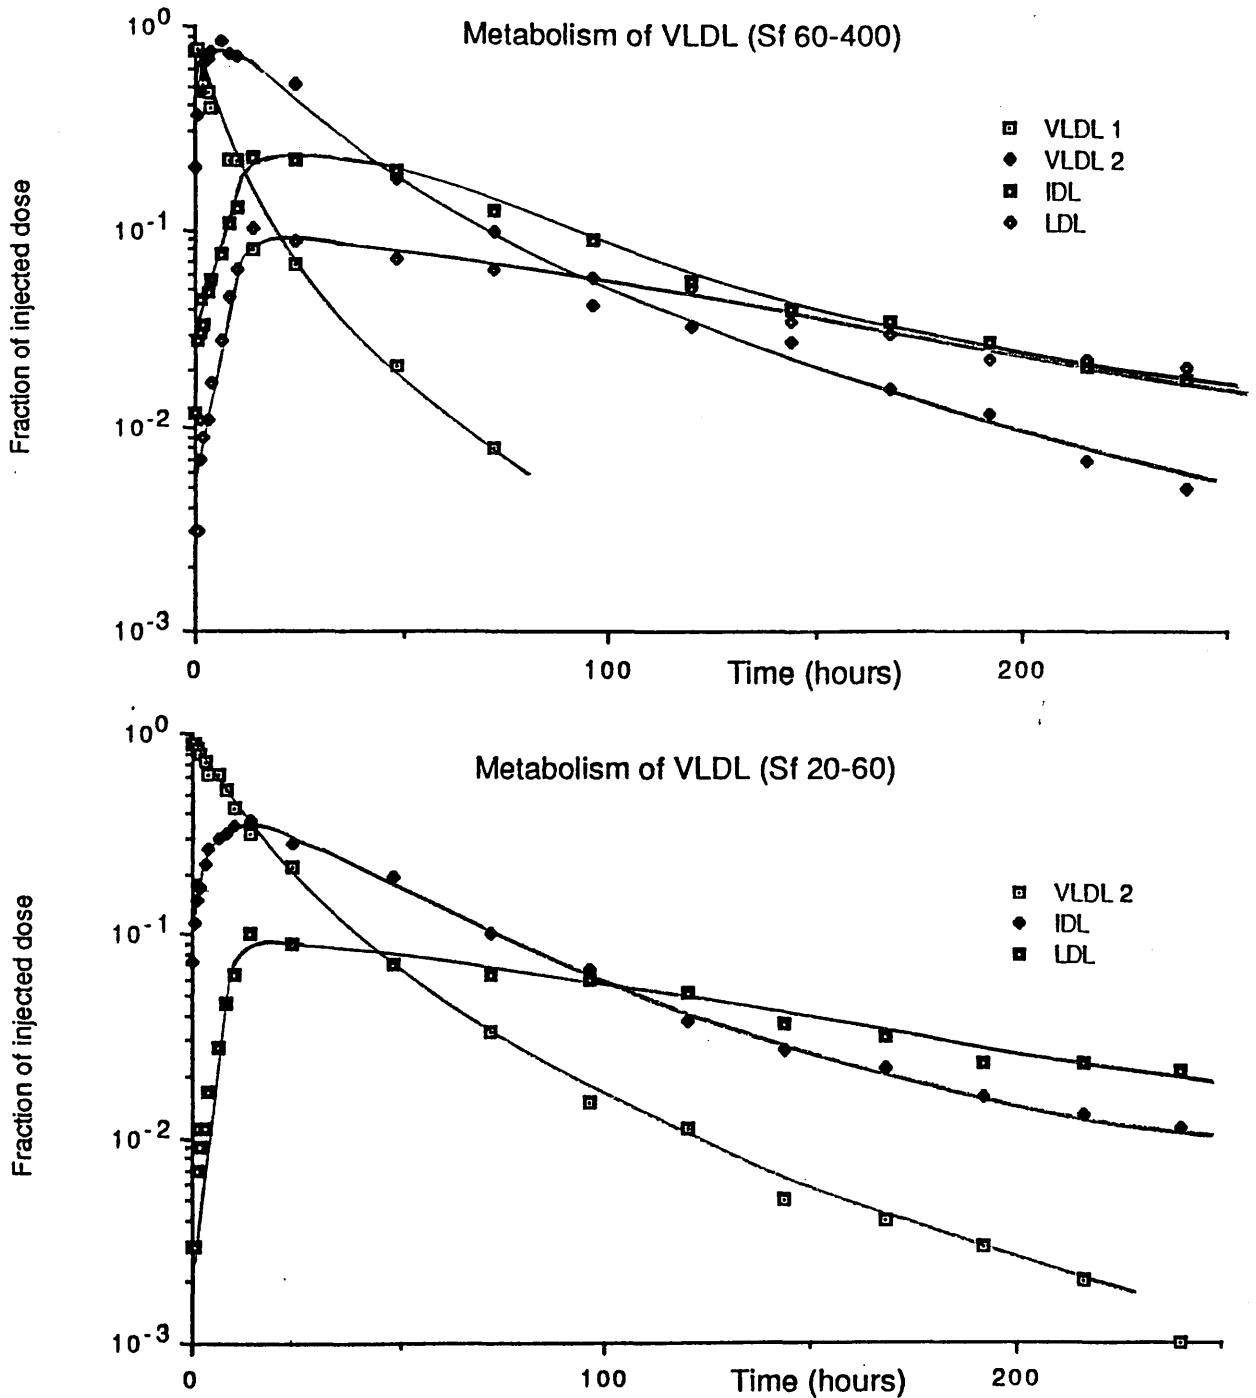 Metabolism of VLDL (Sf 60-400)
10^0
10^-1
10^-2
10^-3
Fraction of injected dose
VLDL 1
VLDL 2
IDL
LDL
0
100
200
Time (hours)
Metabolism of VLDL (Sf 20-60)
10^0
10^-1
10^-2
10^-3
Fraction of injected dose
VLDL 2
IDL
LDL
0
100
200
Time (hours)